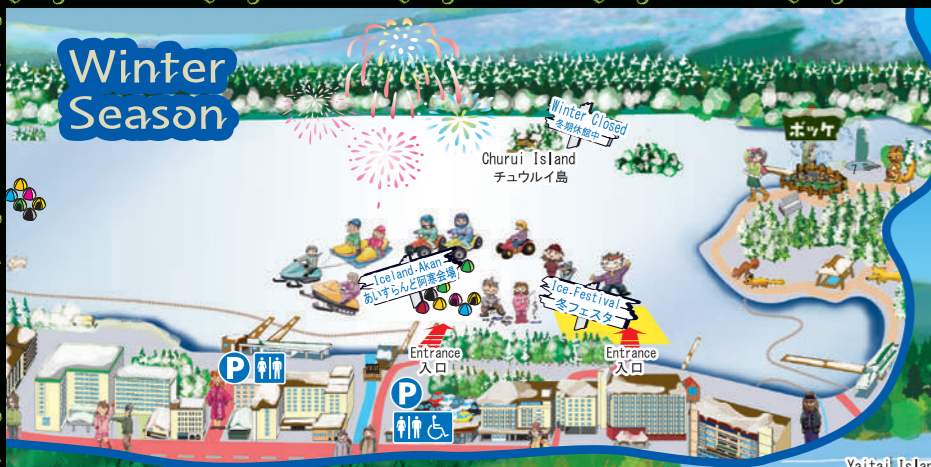 Winter
Season
Winter Closed
冬期休館中
Churui Island
チュウルイ島
ボッケ
Iceland・Akan
あいすらんど阿寒会場
Ice-Festival
冬フェスタ
Entrance
入口
Entrance
入口
P
P
Yaitai Islan